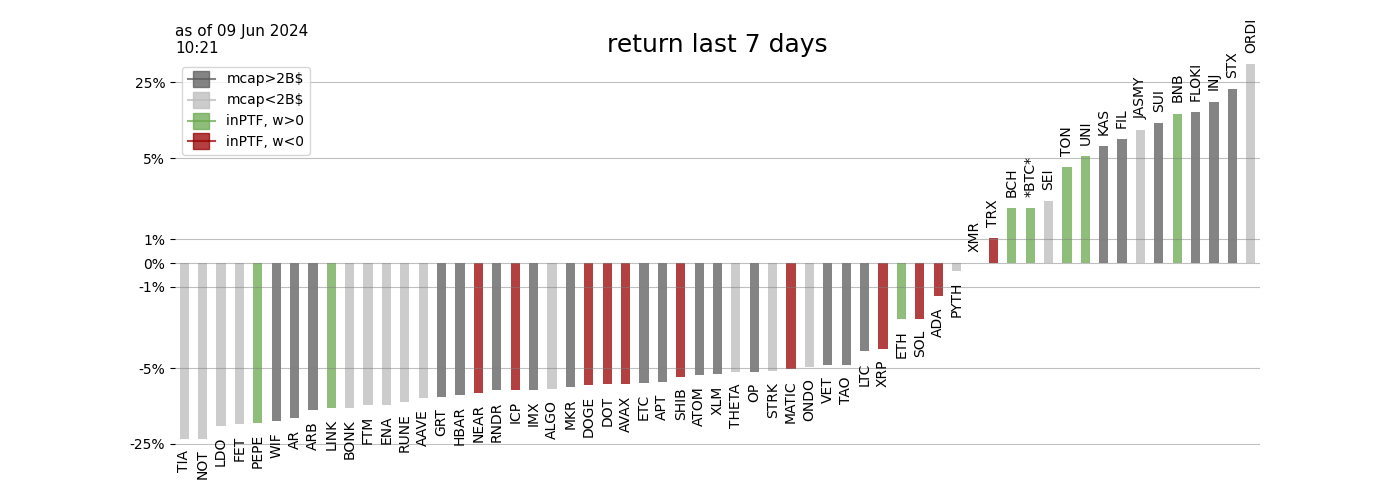 as of 09 Jun 2024
10:21
return last 7 days
mcap>2B$
mcap<2B$
inPTF, w>0
inPTF, w<0
25%
5%
1%
0%
-1%
-5%
-25%
TIA
NOT
LDO
FET
PEPE
WIF
AR
ARB
LINK
BONK
FTM
ENA
RUNE
AAVE
GRT
HBAR
NEAR
RNDR
ICP
IMX
ALGO
MKR
DOGE
DOT
AVAX
ETC
APT
SHIB
ATOM
XLM
THETA
OP
STRK
MATIC
ONDO
VET
TAO
LTC
XRP
ETH
SOL
ADA
PYTH
XMR
TRX
BCH
*BTC*
SEI
TON
UNI
KAS
FIL
JASMY
SUI
BNB
FLOKI
INJ
STX
ORDI